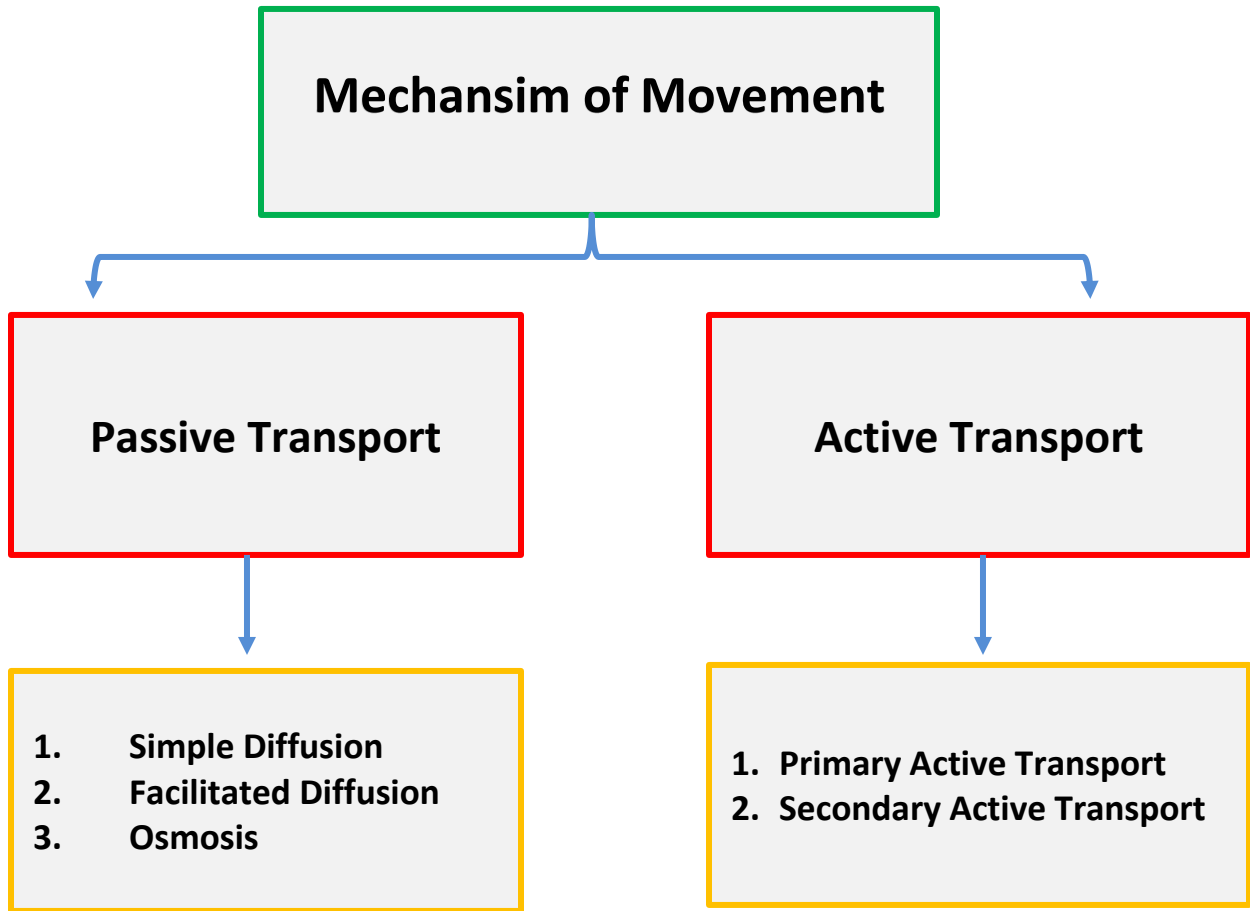 Mechansim of Movement
Passive Transport
Active Transport
1. Simple Diffusion
2. Facilitated Diffusion
3. Osmosis
1. Primary Active Transport
2. Secondary Active Transport